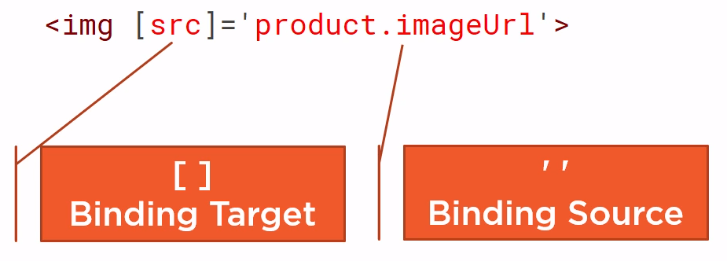 <img [src]='product.imageUrl'>
[ ]
Binding Target
' '
Binding Source